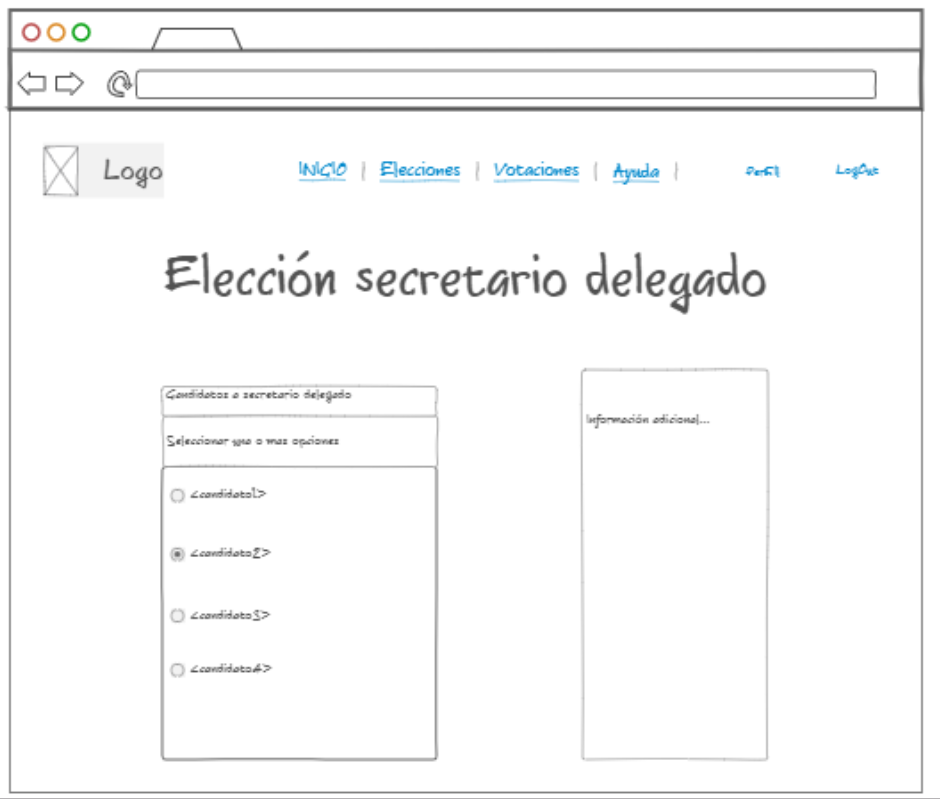 Logo
INICIO | Elecciones | Votaciones | Ayuda | Perfil LogOut
Elección secretario delegado
Candidatos a secretario delegado
Seleccionar una o mas opciones
<candidato1>
<candidato2>
<candidato3>
<candidato4>
Información adicional...